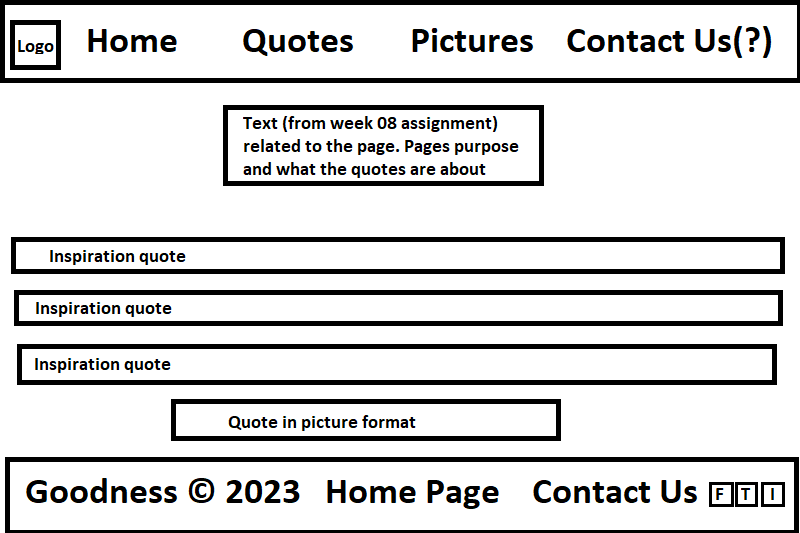 Logo Home Quotes Pictures Contact Us(?)
Text (from week 08 assignment)
related to the page. Pages purpose
and what the quotes are about
Inspiration quote
Inspiration quote
Inspiration quote
Quote in picture format
Goodness © 2023 Home Page Contact Us F T I